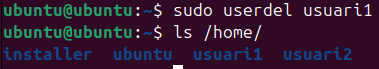 ubuntu@ubuntu:~$ sudo userdel usuari1
ubuntu@ubuntu:~$ ls /home/
installer ubuntu usuari1 usuari2